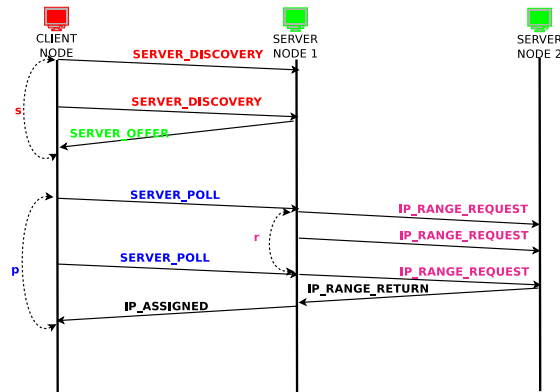 CLIENT
NODE
SERVER
NODE 1
SERVER
NODE 2
SERVER_DISCOVERY
s
SERVER_DISCOVERY
SERVER_OFFER
SERVER_POLL
IP_RANGE_REQUEST
r
IP_RANGE_REQUEST
SERVER_POLL
p
IP_RANGE_REQUEST
IP_RANGE_RETURN
IP_ASSIGNED